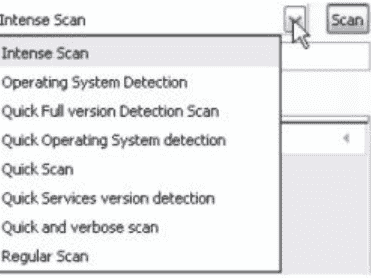 Intense Scan Scan
Intense Scan
Operating System Detection
Quick Full version Detection Scan
Quick Operating System detection
Quick Scan
Quick Services version detection
Quick and verbose scan
Regular Scan